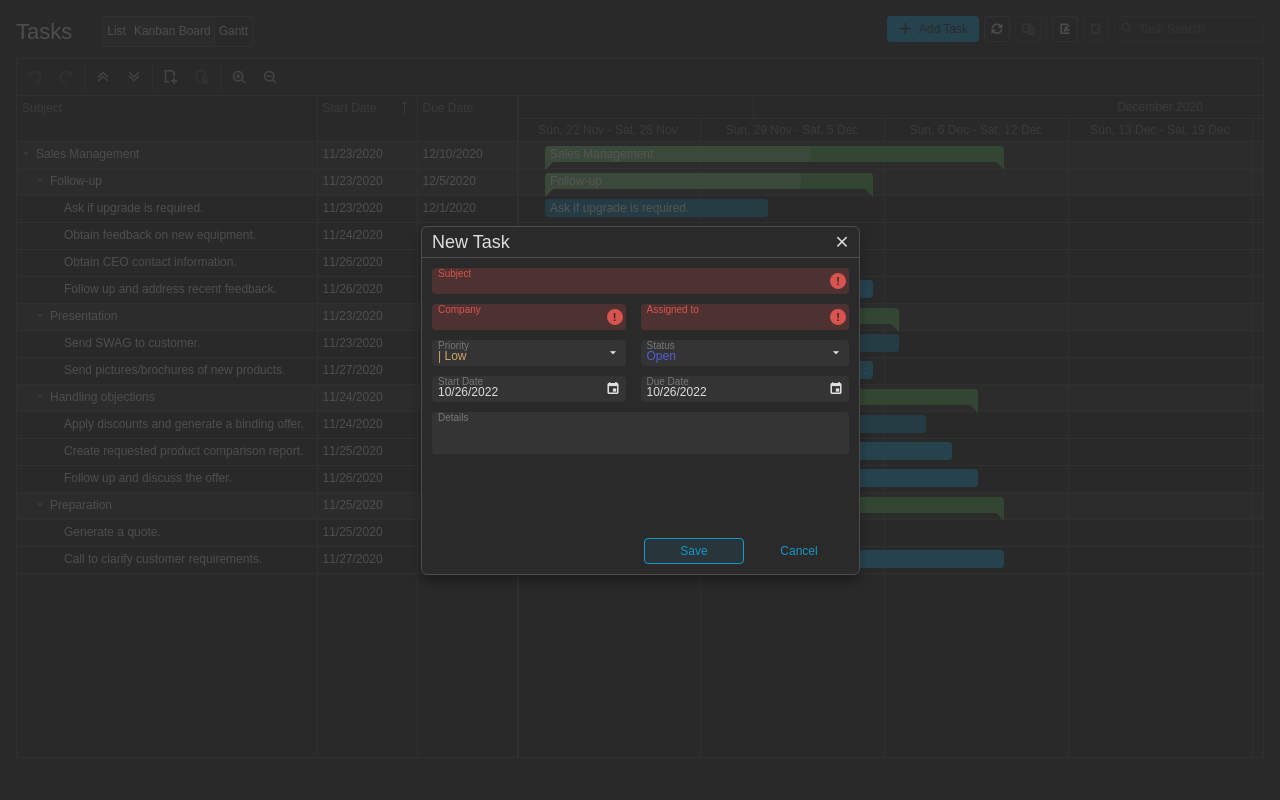 Tasks
List Kanban Board Gantt
Add Task
Task Search
Subject Start Date Due Date
December 2020
Sun, 22 Nov - Sat, 28 Nov Sun, 29 Nov - Sat, 5 Dec Sun, 6 Dec - Sat, 12 Dec Sun, 13 Dec - Sat, 19 Dec
Sales Management 11/23/2020 12/10/2020 Sales Management
Follow-up 11/23/2020 12/5/2020 Follow-up
Ask if upgrade is required. 11/23/2020 12/1/2020 Ask if upgrade is required.
Obtain feedback on new equipment. 11/24/2020
Obtain CEO contact information. 11/26/2020
Follow up and address recent feedback. 11/26/2020
Presentation 11/23/2020
Send SWAG to customer. 11/23/2020
Send pictures/brochures of new products. 11/27/2020
Handling objections 11/24/2020
Apply discounts and generate a binding offer. 11/24/2020
Create requested product comparison report. 11/25/2020
Follow up and discuss the offer. 11/26/2020
Preparation 11/25/2020
Generate a quote. 11/25/2020
Call to clarify customer requirements. 11/27/2020
New Task
Subject
Company Assigned to
Priority Status
| Low Open
Start Date Due Date
10/26/2022 10/26/2022
Details
Save Cancel